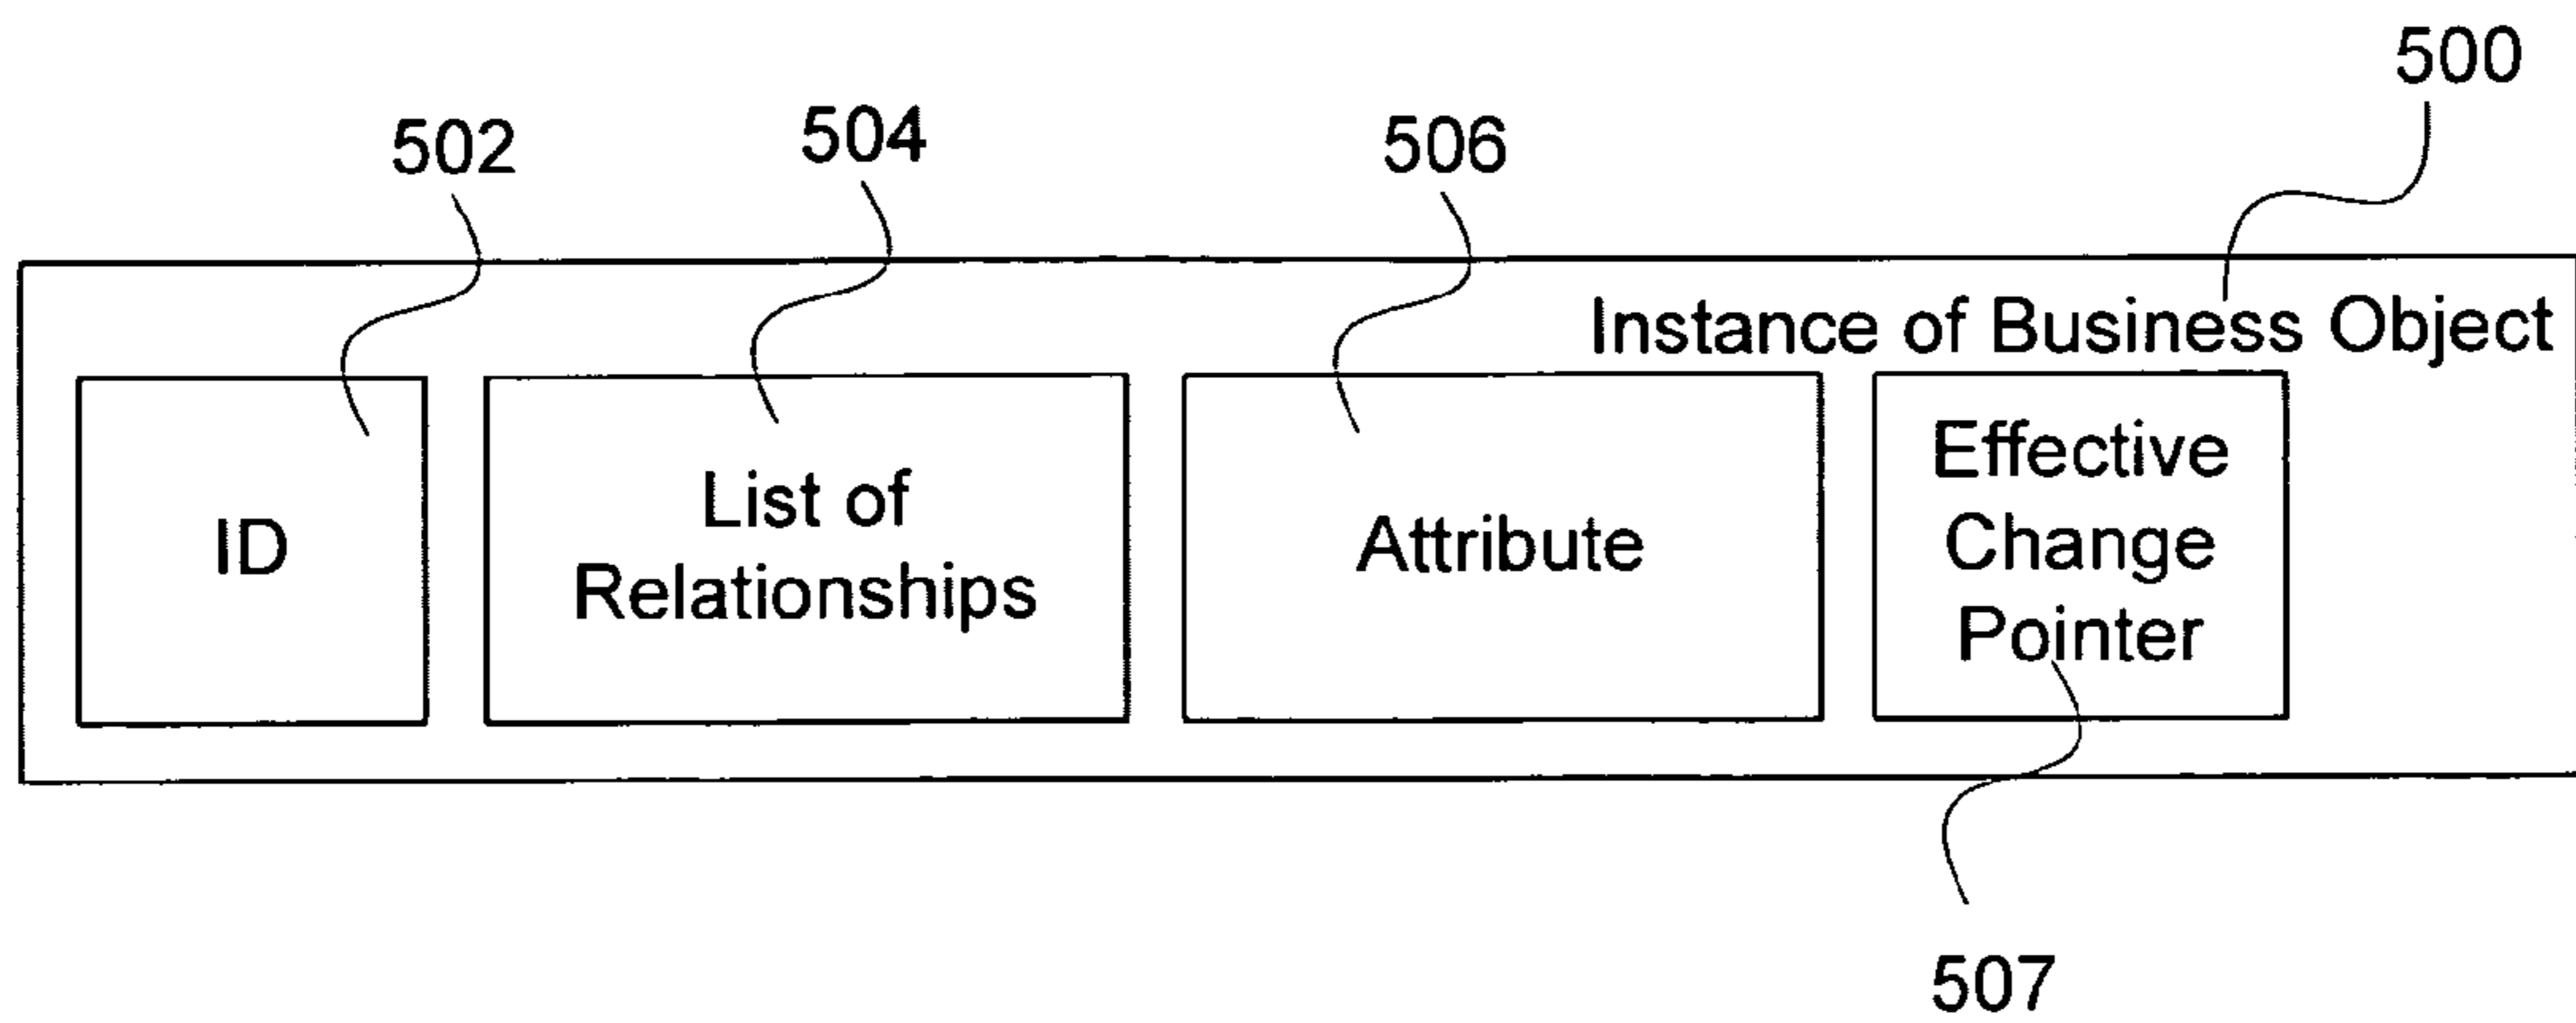 500
502
504
506
Instance of Business Object
ID
List of
Relationships
Attribute
Effective
Change
Pointer
507